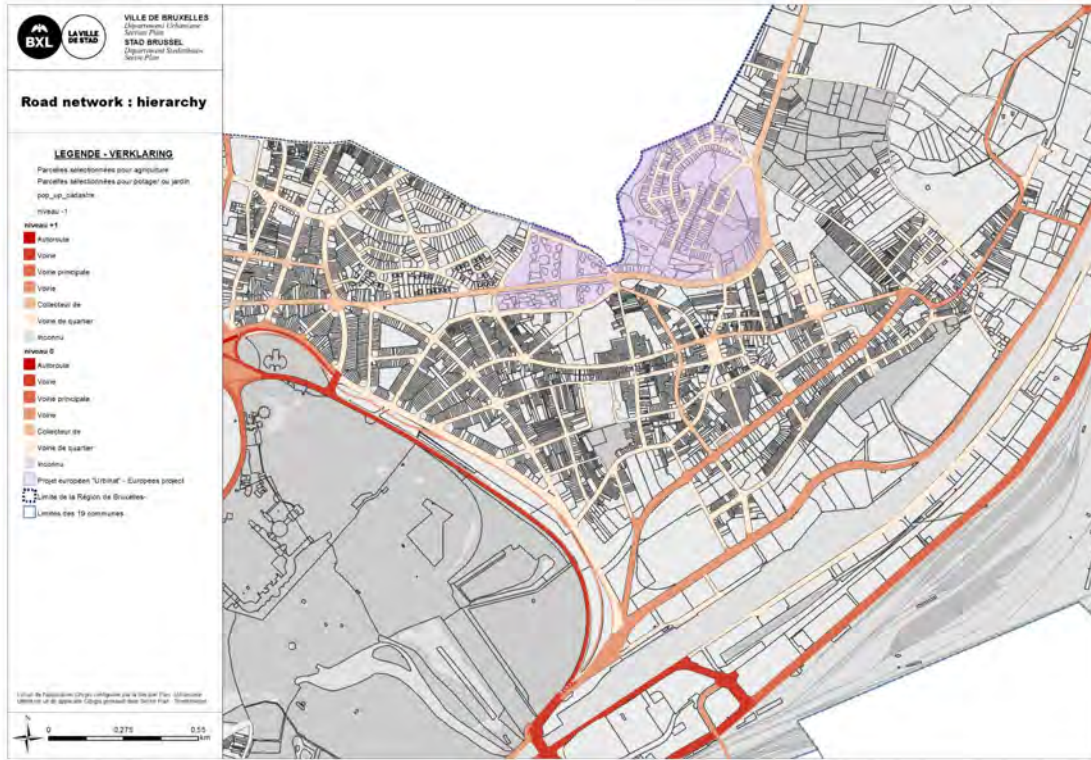 BXL
LA VILLE
DE STAD
VILLE DE BRUXELLES
Département Urbanisme
Section Plan
STAD BRUSSEL
Department Stedenbouw
Sectie Plan
Road network : hierarchy
LEGENDE - VERKLARING
Parcelles sélectionnées pour agriculture
Parcelles sélectionnées pour potager ou jardin
pop_up_cadastre
niveau -1
niveau +1
Autoroute
Voirie
Voirie principale
Voirie
Collecteur de
Voirie de quartier
Inconnu
niveau 0
Autoroute
Voirie
Voirie principale
Voirie
Collecteur de
Voirie de quartier
Inconnu
Projet européen "Urbinat" - Europees project
Limite de la Région de Bruxelles-
Limites des 19 communes
N
0 0,275 0,55
km